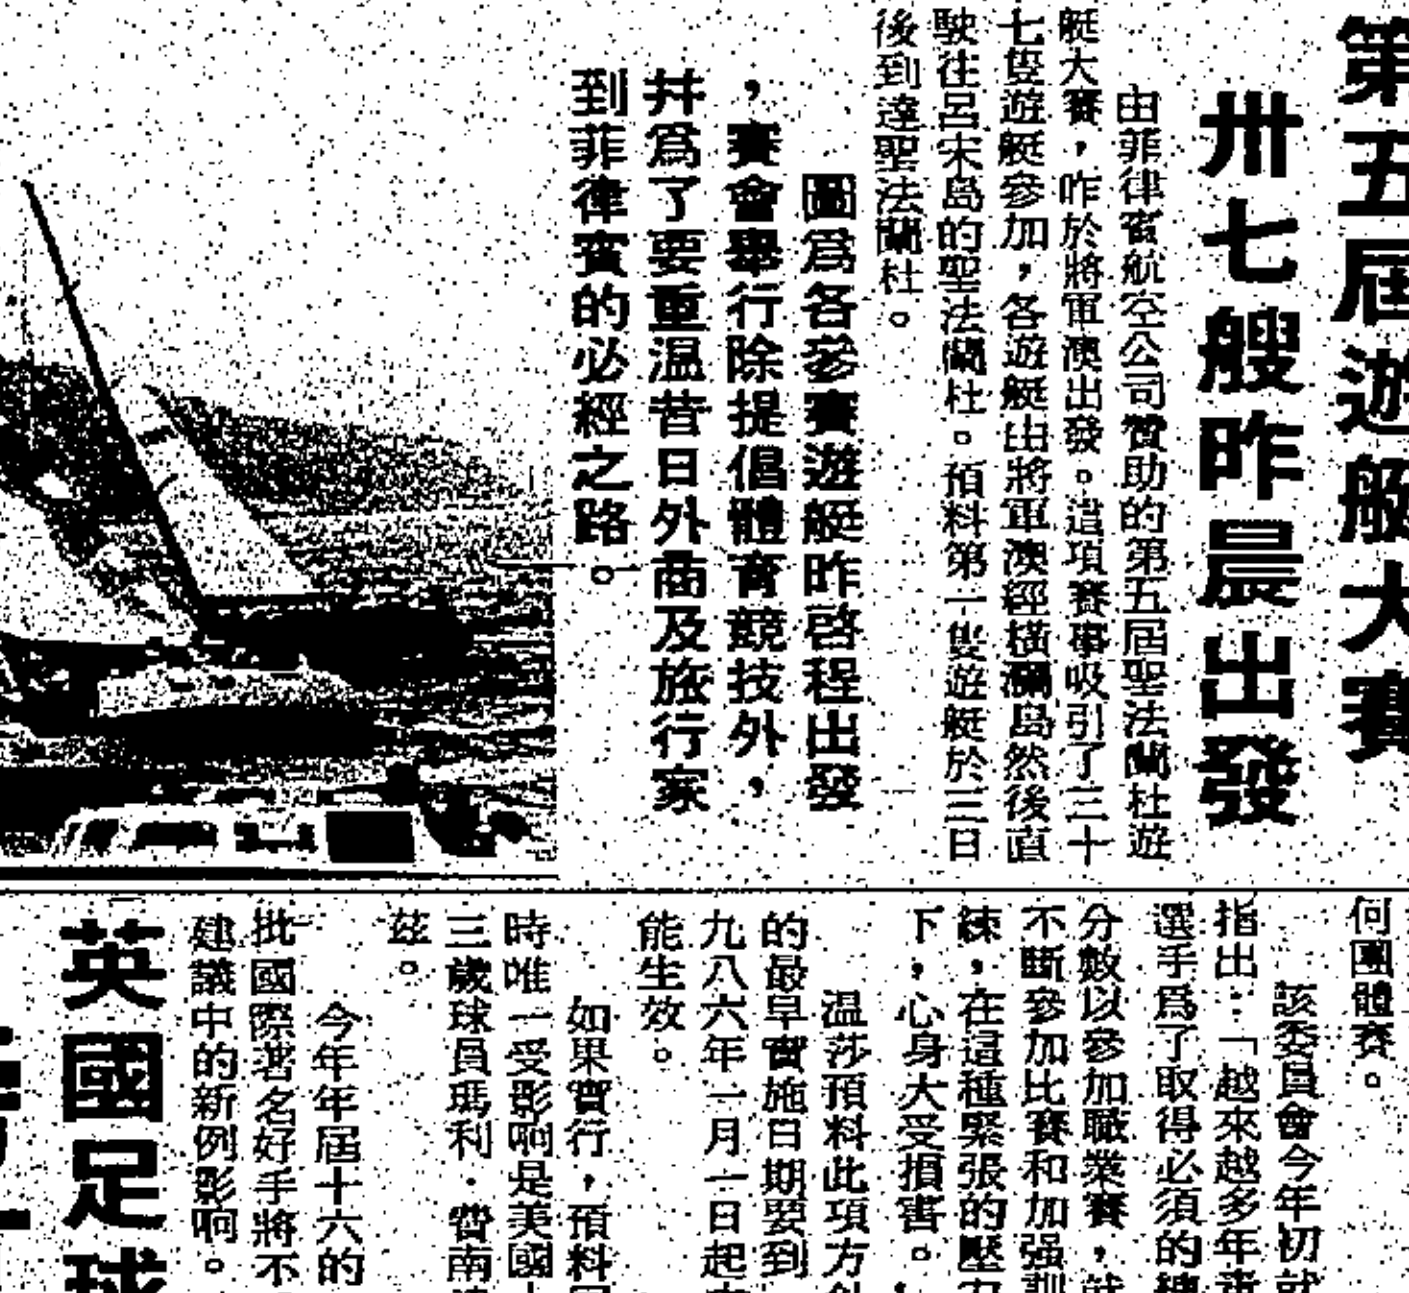 第五屆遊艇大賽
卅七艘昨晨出發
由菲律賓航空公司贊助的第五屆聖法蘭杜遊
艇大賽，昨於將軍澳出發。這項賽事吸引了三十
七隻遊艇參加，各遊艇由將軍澳經橫瀾島然後直
駛往呂宋島的聖法蘭杜。預料第一隻遊艇於三日
後到達聖法蘭杜。
圖爲各參賽遊艇昨啓程出發
，賽會舉行除提倡體育競技外，
幷爲了要重温昔日外商及旅行家
到菲律賓的必經之路。
何團體賽。
該委員會今年初就
指出：「越來越多年
選手爲了取得必須的
分數以參加職業賽，
不斷參加比賽和加强訓
練，在這種緊張的壓力
下，心身大受損害。
温莎預料此項方
的最早實施日期要到
九八六年一月一日起
能生效。
如果實行，預料
時唯一受影响是美國
三歲球員瑪利·費南
茲。
今年年屆十六的
批國際著名好手將不
建議中的新例影响。
英國足球